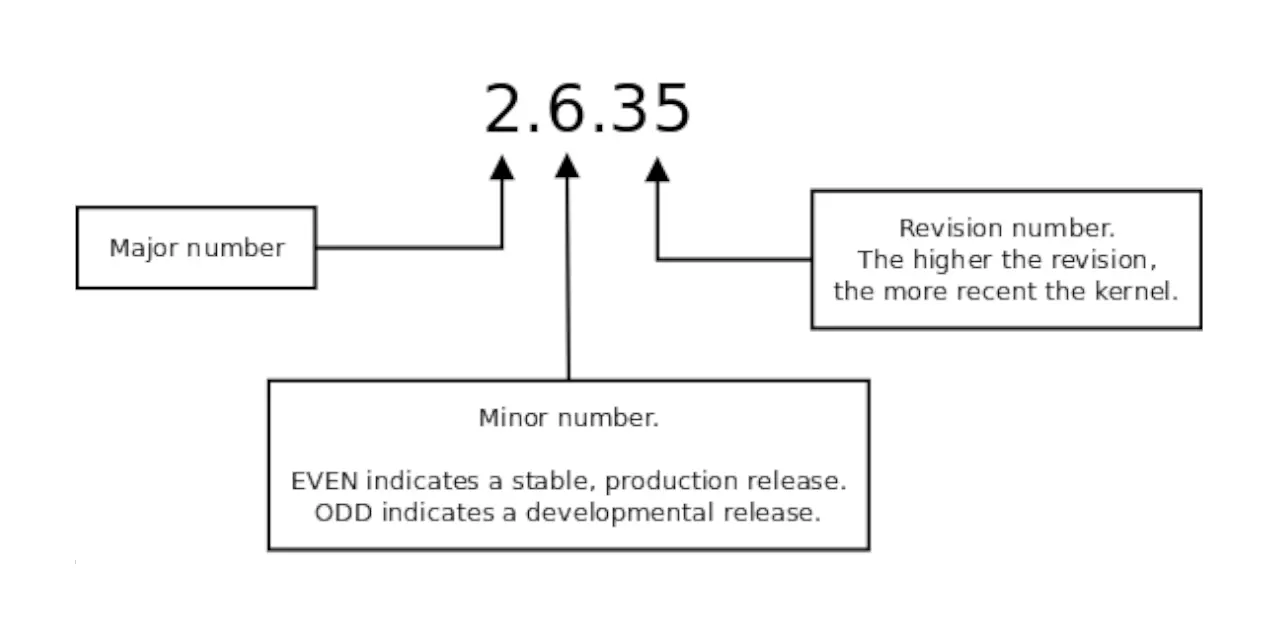 2.6.35
Major number
Revision number.
The higher the revision,
the more recent the kernel.
Minor number.
EVEN indicates a stable, production release.
ODD indicates a developmental release.